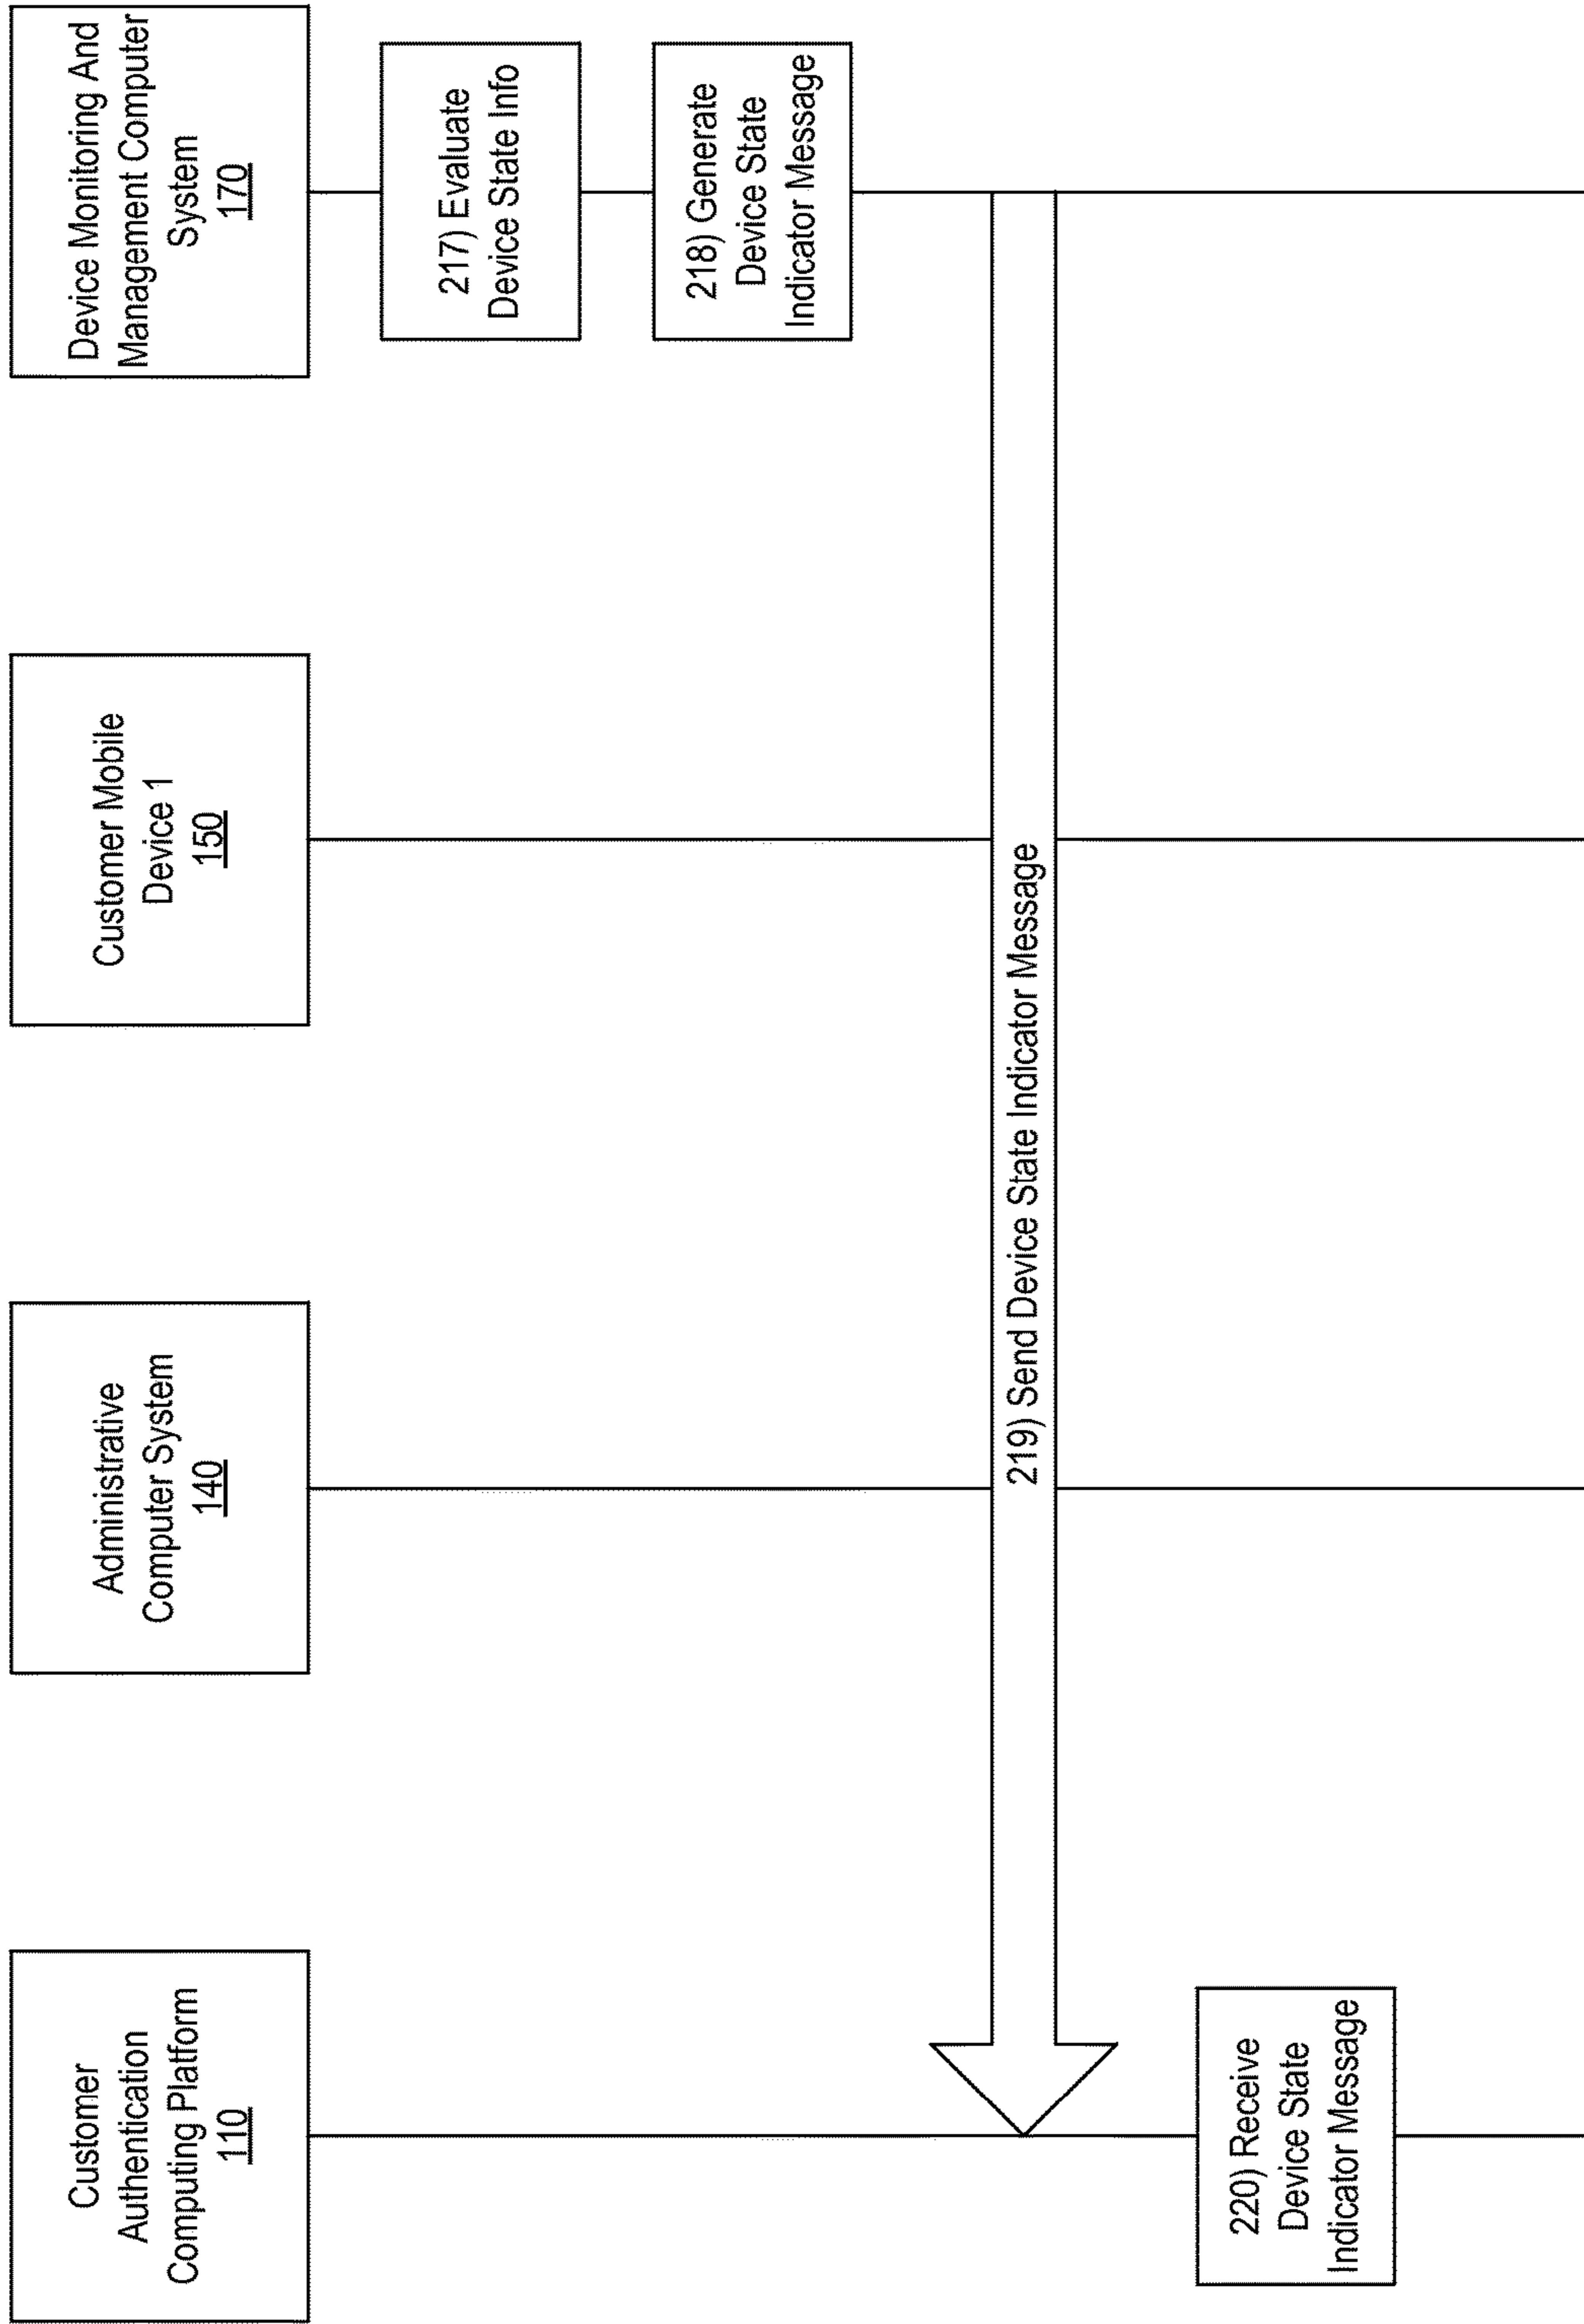 Customer
Authentication
Computing Platform
110
Administrative
Computer System
140
Customer Mobile
Device 1
150
Device Monitoring And
Management Computer
System
170
217) Evaluate
Device State Info
218) Generate
Device State
Indicator Message
219) Send Device State Indicator Message
220) Receive
Device State
Indicator Message